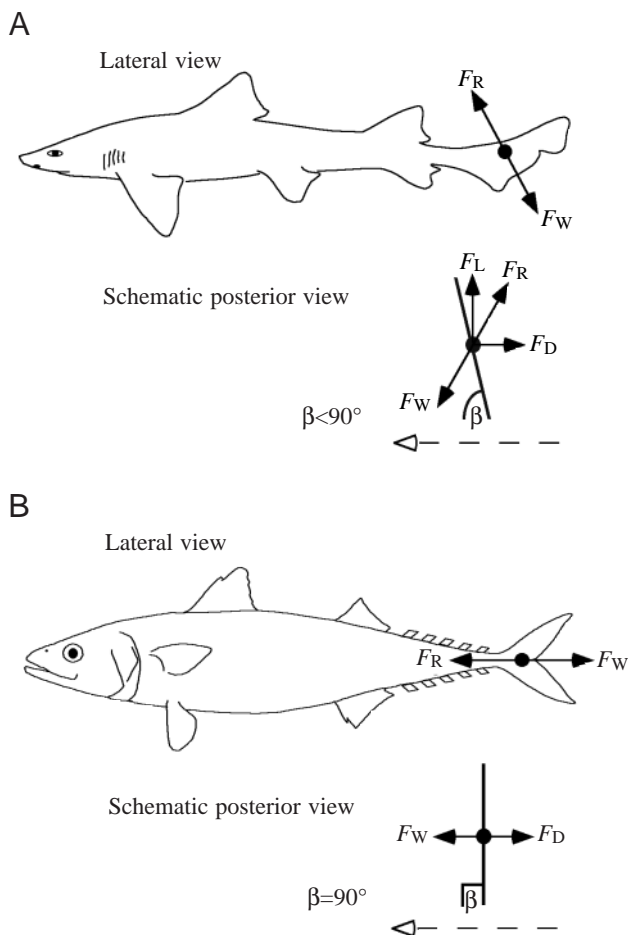 A
Lateral view
FR
FW
Schematic posterior view
FL
FR
FD
FW
β
β<90°
B
Lateral view
FR
FW
Schematic posterior view
FW
FD
β
β=90°